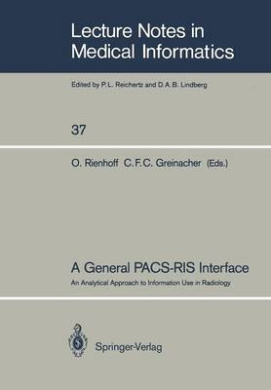 Lecture Notes in
Medical Informatics
Edited by P. L. Reichertz and D. A. B. Lindberg
37
O. Rienhoff C. F. C. Greinacher (Eds.)
A General PACS-RIS Interface
An Analytical Approach to Information Use in Radiology
Springer-Verlag